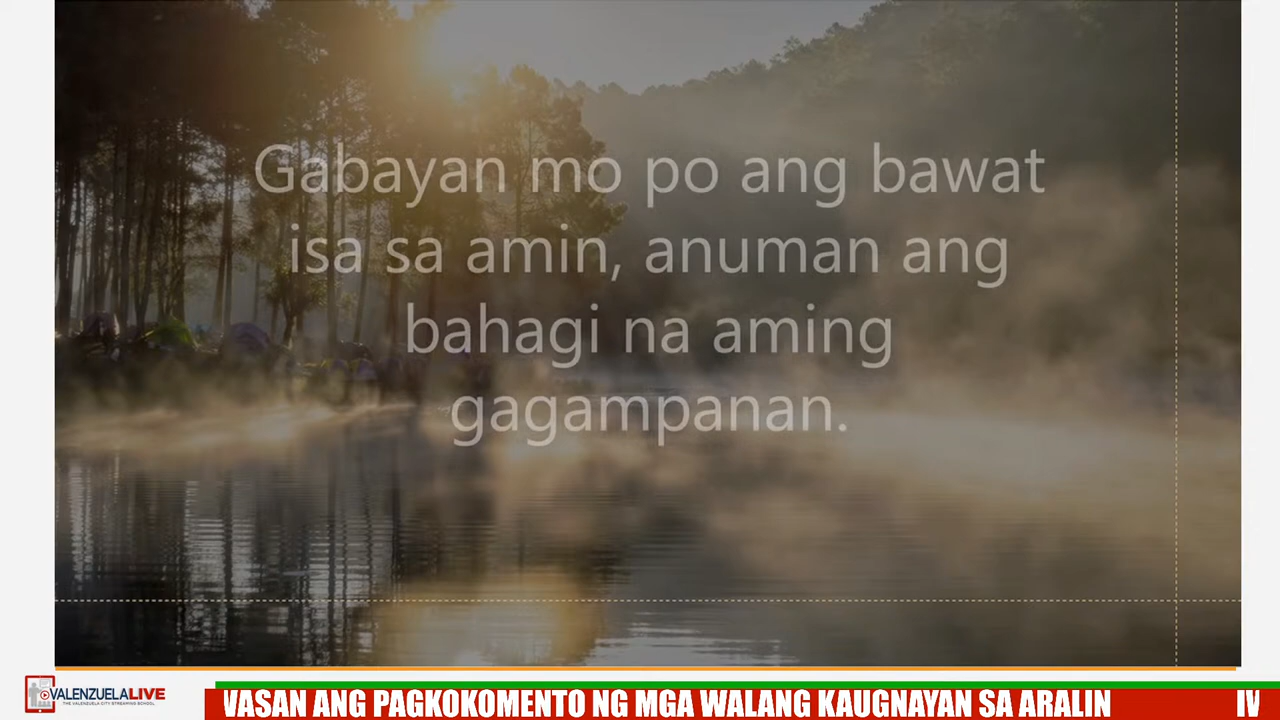 Gabayan mo po ang bawat
isa sa amin, anuman ang
bahagi na aming
gagampanan.
VALENZUELALIVE
THE VALENZUELA CITY STREAMING SCHOOL
VASAN ANG PAGKOKOMENTO NG MGA WALANG KAUGNAYAN SA ARALIN IV